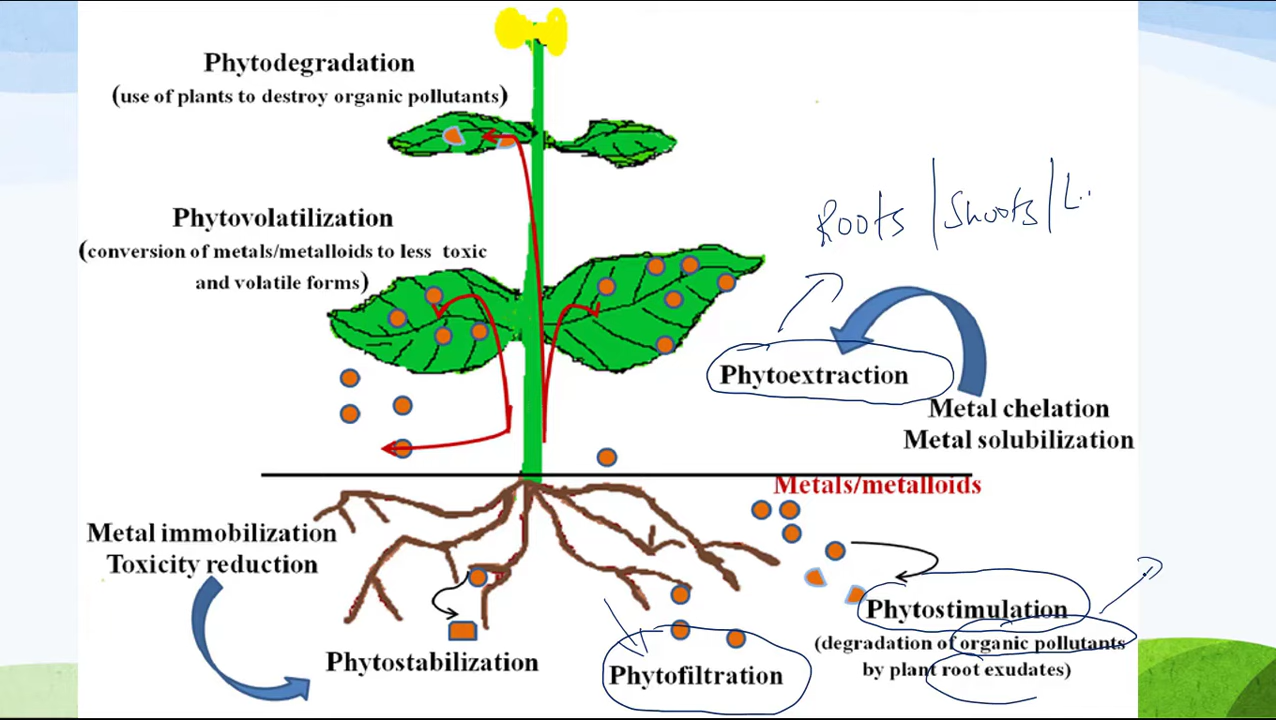 Phytodegradation
(use of plants to destroy organic pollutants)
Phytovolatilization
(conversion of metals/metalloids to less toxic
and volatile forms)
Roots | Shoots | L..
Phytoextraction
Metal chelation
Metal solubilization
Metals/metalloids
Metal immobilization
Toxicity reduction
Phytostabilization
Phytofiltration
Phytostimulation
(degradation of organic pollutants
by plant root exudates)